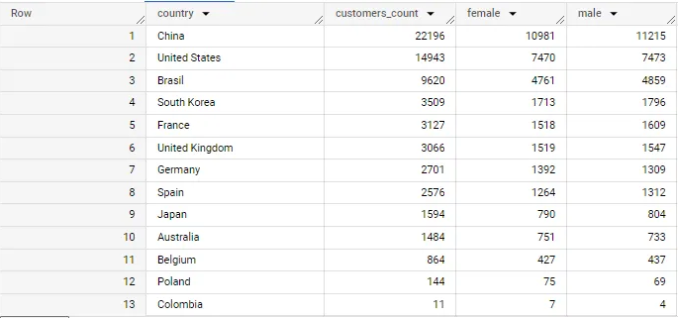 Row country customers_count female male
1 China 22196 10981 11215
2 United States 14943 7470 7473
3 Brasil 9620 4761 4859
4 South Korea 3509 1713 1796
5 France 3127 1518 1609
6 United Kingdom 3066 1519 1547
7 Germany 2701 1392 1309
8 Spain 2576 1264 1312
9 Japan 1594 790 804
10 Australia 1484 751 733
11 Belgium 864 427 437
12 Poland 144 75 69
13 Colombia 11 7 4